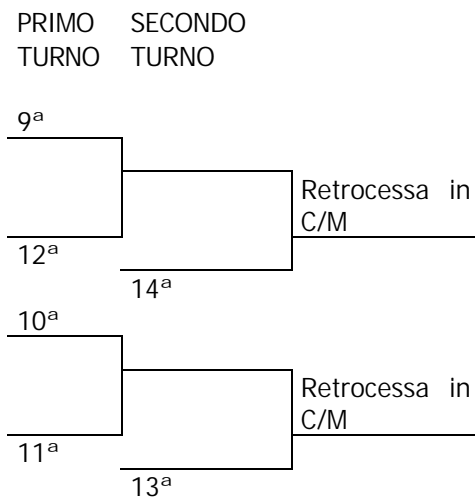 PRIMO SECONDO
TURNO TURNO
9ª
Retrocessa in
C/M
12ª
14ª
10ª
Retrocessa in
C/M
11ª
13ª